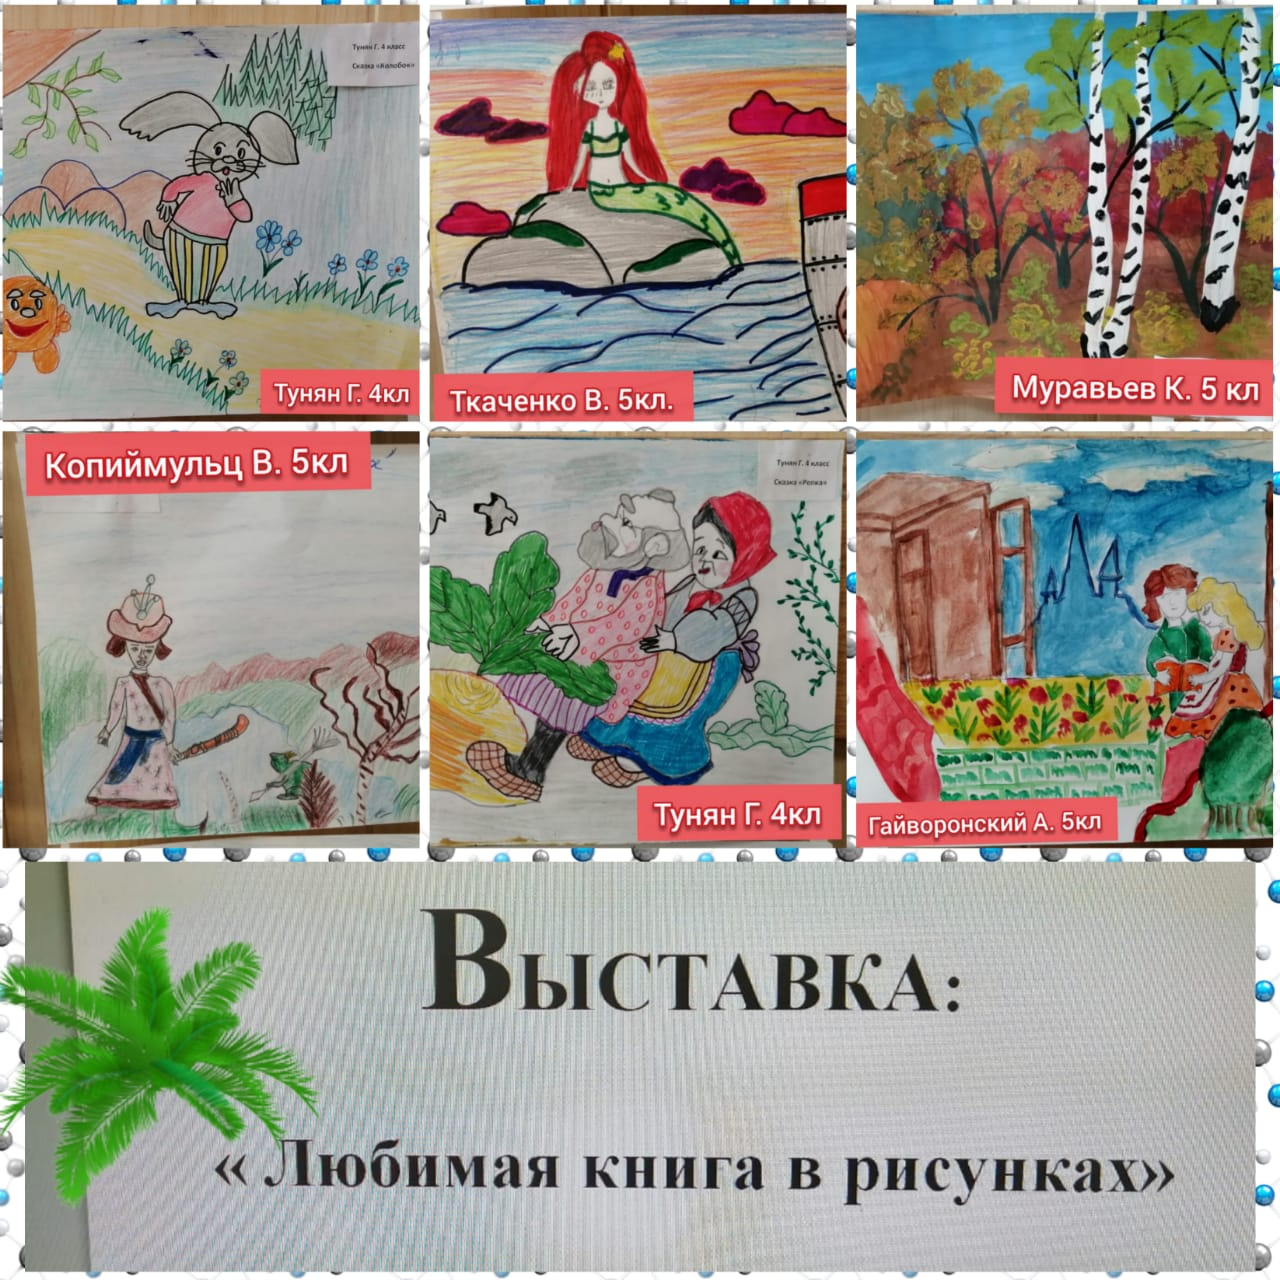 Тунян Г. 4 класс
Сказка «Колобок»
Тунян Г. 4кл
Ткаченко В. 5кл.
Муравьев К. 5 кл
Копиймульц В. 5кл
Тунян Г. 4 класс
Сказка «Репка»
Тунян Г. 4кл
Гайворонский А. 5кл
Выставка:
« Любимая книга в рисунках»